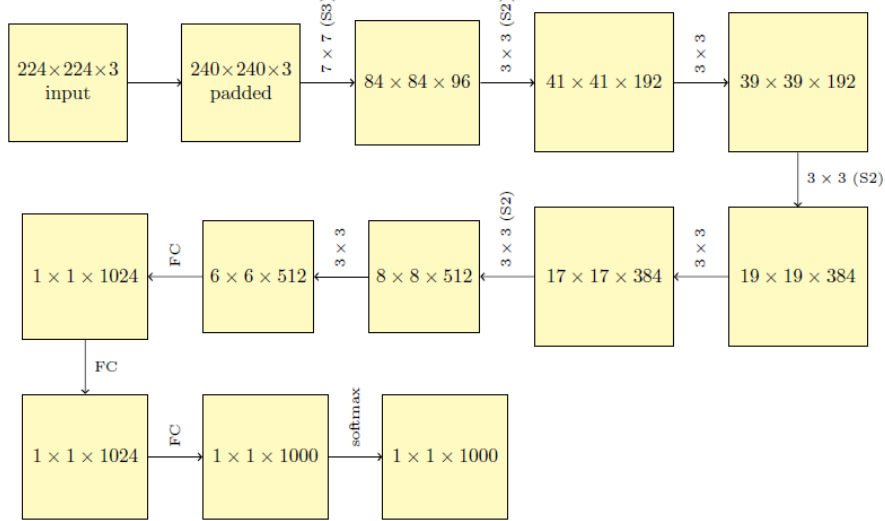 224×224×3
input
240×240×3
padded
7 × 7 (S3)
84 × 84 × 96
3 × 3 (S2)
41 × 41 × 192
3 × 3
39 × 39 × 192
3 × 3 (S2)
19 × 19 × 384
3 × 3
17 × 17 × 384
3 × 3 (S2)
8 × 8 × 512
3 × 3
6 × 6 × 512
FC
1 × 1 × 1024
FC
1 × 1 × 1024
FC
1 × 1 × 1000
softmax
1 × 1 × 1000